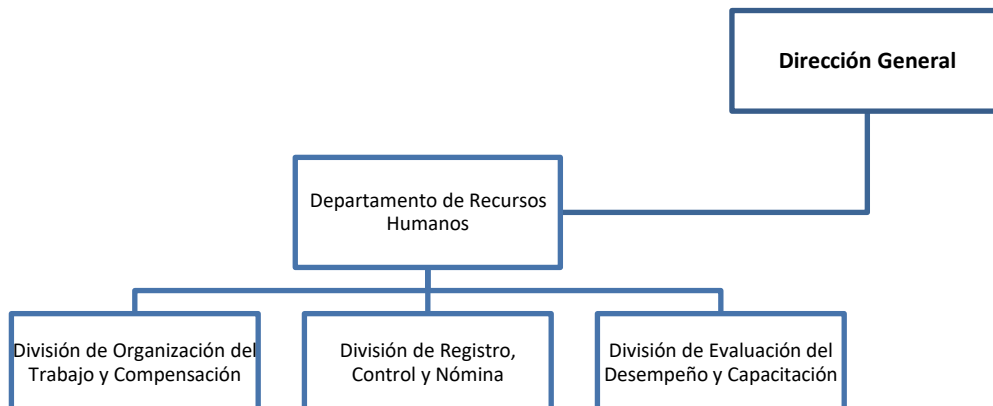 Dirección General
Departamento de Recursos
Humanos
División de Organización del
Trabajo y Compensación
División de Registro,
Control y Nómina
División de Evaluación del
Desempeño y Capacitación